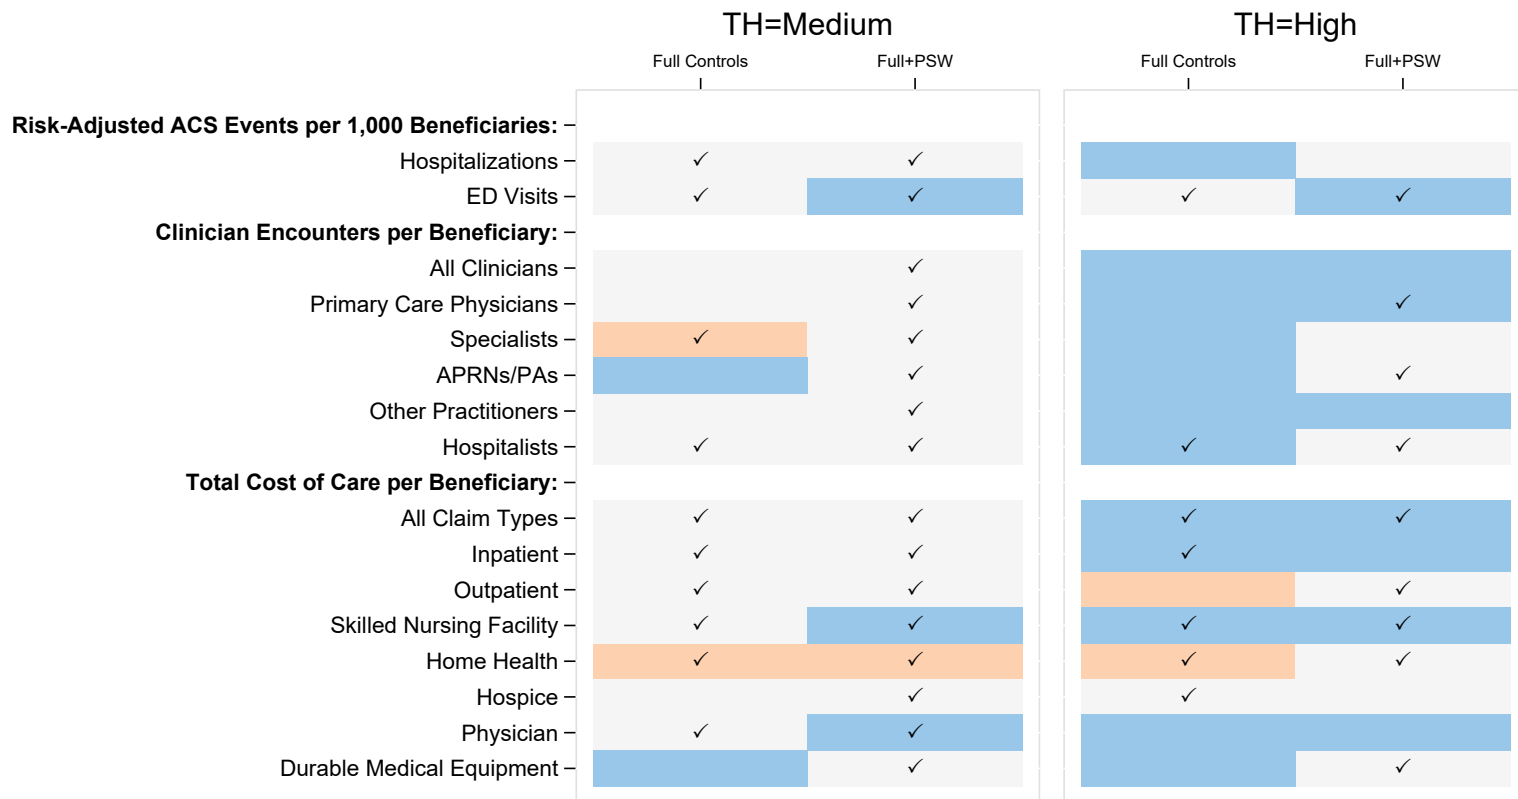 TH=Medium TH=High
Full Controls Full+PSW Full Controls Full+PSW
Risk-Adjusted ACS Events per 1,000 Beneficiaries:
Hospitalizations ✓ ✓
ED Visits ✓ ✓ ✓ ✓
Clinician Encounters per Beneficiary:
All Clinicians ✓
Primary Care Physicians ✓ ✓
Specialists ✓ ✓
APRNs/PAs ✓ ✓
Other Practitioners ✓
Hospitalists ✓ ✓ ✓ ✓
Total Cost of Care per Beneficiary:
All Claim Types ✓ ✓ ✓ ✓
Inpatient ✓ ✓ ✓
Outpatient ✓ ✓ ✓
Skilled Nursing Facility ✓ ✓ ✓ ✓
Home Health ✓ ✓ ✓ ✓
Hospice ✓ ✓
Physician ✓ ✓
Durable Medical Equipment ✓ ✓